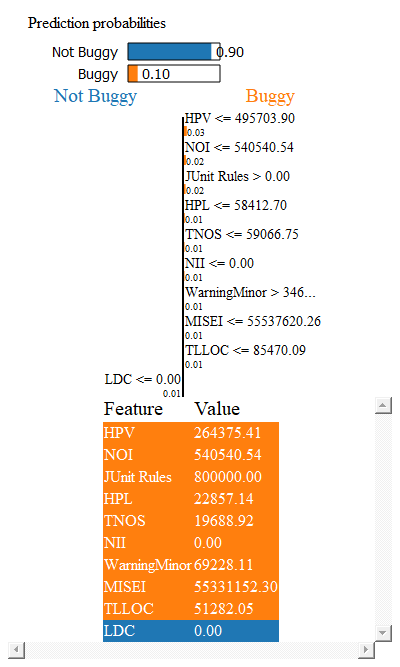 Prediction probabilities
Not Buggy 0.90
Buggy 0.10
Not Buggy Buggy
HPV <= 495703.90
0.03
NOI <= 540540.54
0.02
JUnit Rules > 0.00
0.02
HPL <= 58412.70
0.01
TNOS <= 59066.75
0.01
NII <= 0.00
0.01
WarningMinor > 346...
0.01
MISEI <= 55537620.26
0.01
TLLOC <= 85470.09
0.01
LDC <= 0.00
0.01
Feature Value
HPV 264375.41
NOI 540540.54
JUnit Rules 800000.00
HPL 22857.14
TNOS 19688.92
NII 0.00
WarningMinor 69228.11
MISEI 55331152.30
TLLOC 51282.05
LDC 0.00